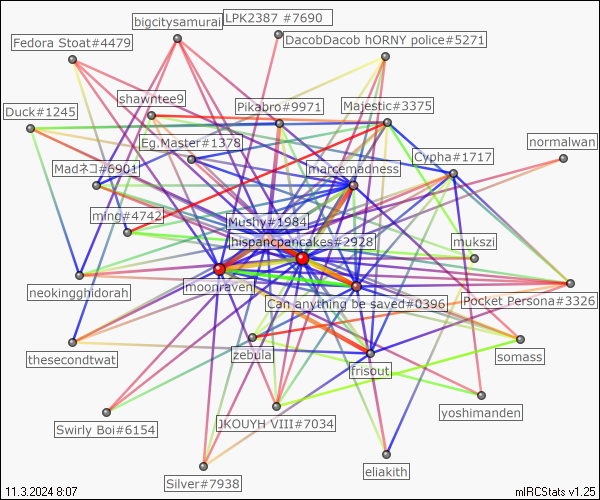 LPK2387 #7690
bigcitysamurai
Fedora Stoat#4479
DacobDacob hORNY police#5271
shawntee9
Pikabro#9971
Majestic#3375
Duck#1245
Eg.Master#1378
normalwan
Madネコ#6901
marcemadness
Cypha#1717
ming#4742
Mushy#1984
hispancpancakes#2928
mukszi
moonraven
neokingghidorah
Can anything be saved#0396
Pocket Persona#3326
thesecondtwat
zebula
somass
frisout
yoshimanden
Swirly Boi#6154
JKOUYH VIII#7034
eliakith
Silver#7938
11.3.2024 8:07
mIRCStats v1.25